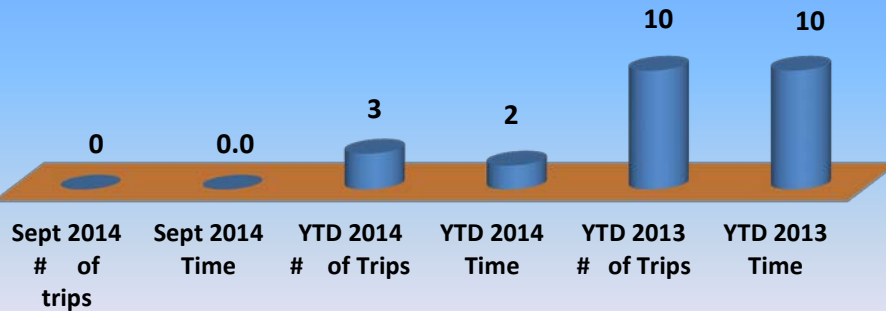 10 10
3
2
0 0.0
Sept 2014 Sept 2014 YTD 2014 YTD 2014 YTD 2013 YTD 2013
# of Time # of Trips Time # of Trips Time
trips